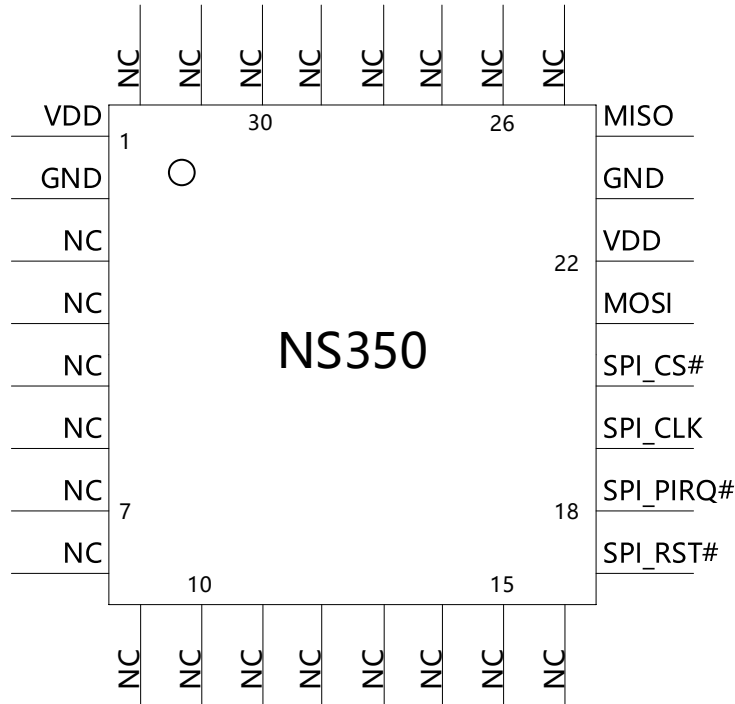 NC NC NC NC NC NC NC NC
30 26
VDD 1 MISO
GND GND
NC 22 VDD
NC MOSI
NS350
NC SPI_CS#
NC SPI_CLK
NC 7 18 SPI_PIRQ#
NC SPI_RST#
10 15
NC NC NC NC NC NC NC NC